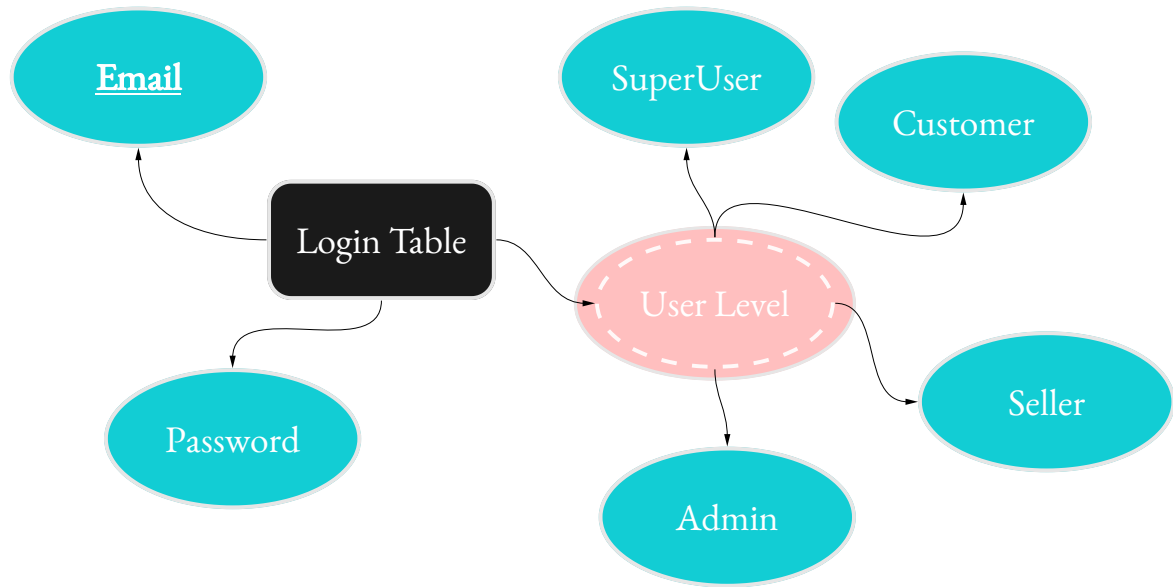 Email
SuperUser
Customer
Login Table
User Level
Seller
Password
Admin